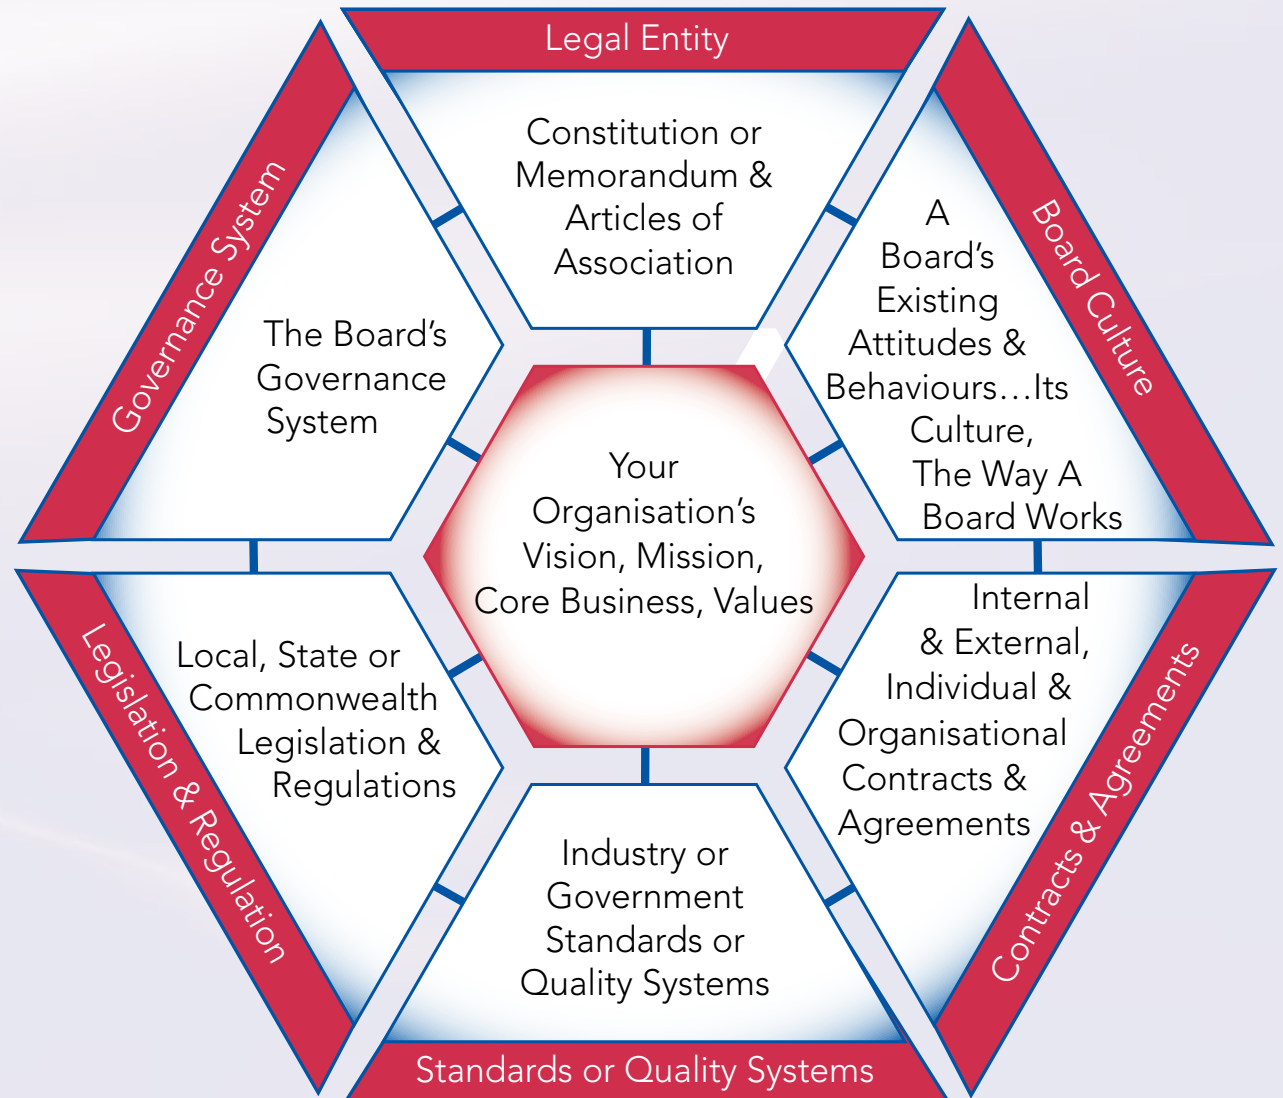 Legal Entity
Constitution or
Memorandum &
Articles of
Association
Board Culture
A
Board’s
Existing
Attitudes &
Behaviours…Its
Culture,
The Way A
Board Works
Contracts & Agreements
Internal
& External,
Individual &
Organisational
Contracts &
Agreements
Standards or Quality Systems
Industry or
Government
Standards or
Quality Systems
Legislation & Regulation
Local, State or
Commonwealth
Legislation &
Regulations
Governance System
The Board’s
Governance
System
Your
Organisation’s
Vision, Mission,
Core Business, Values